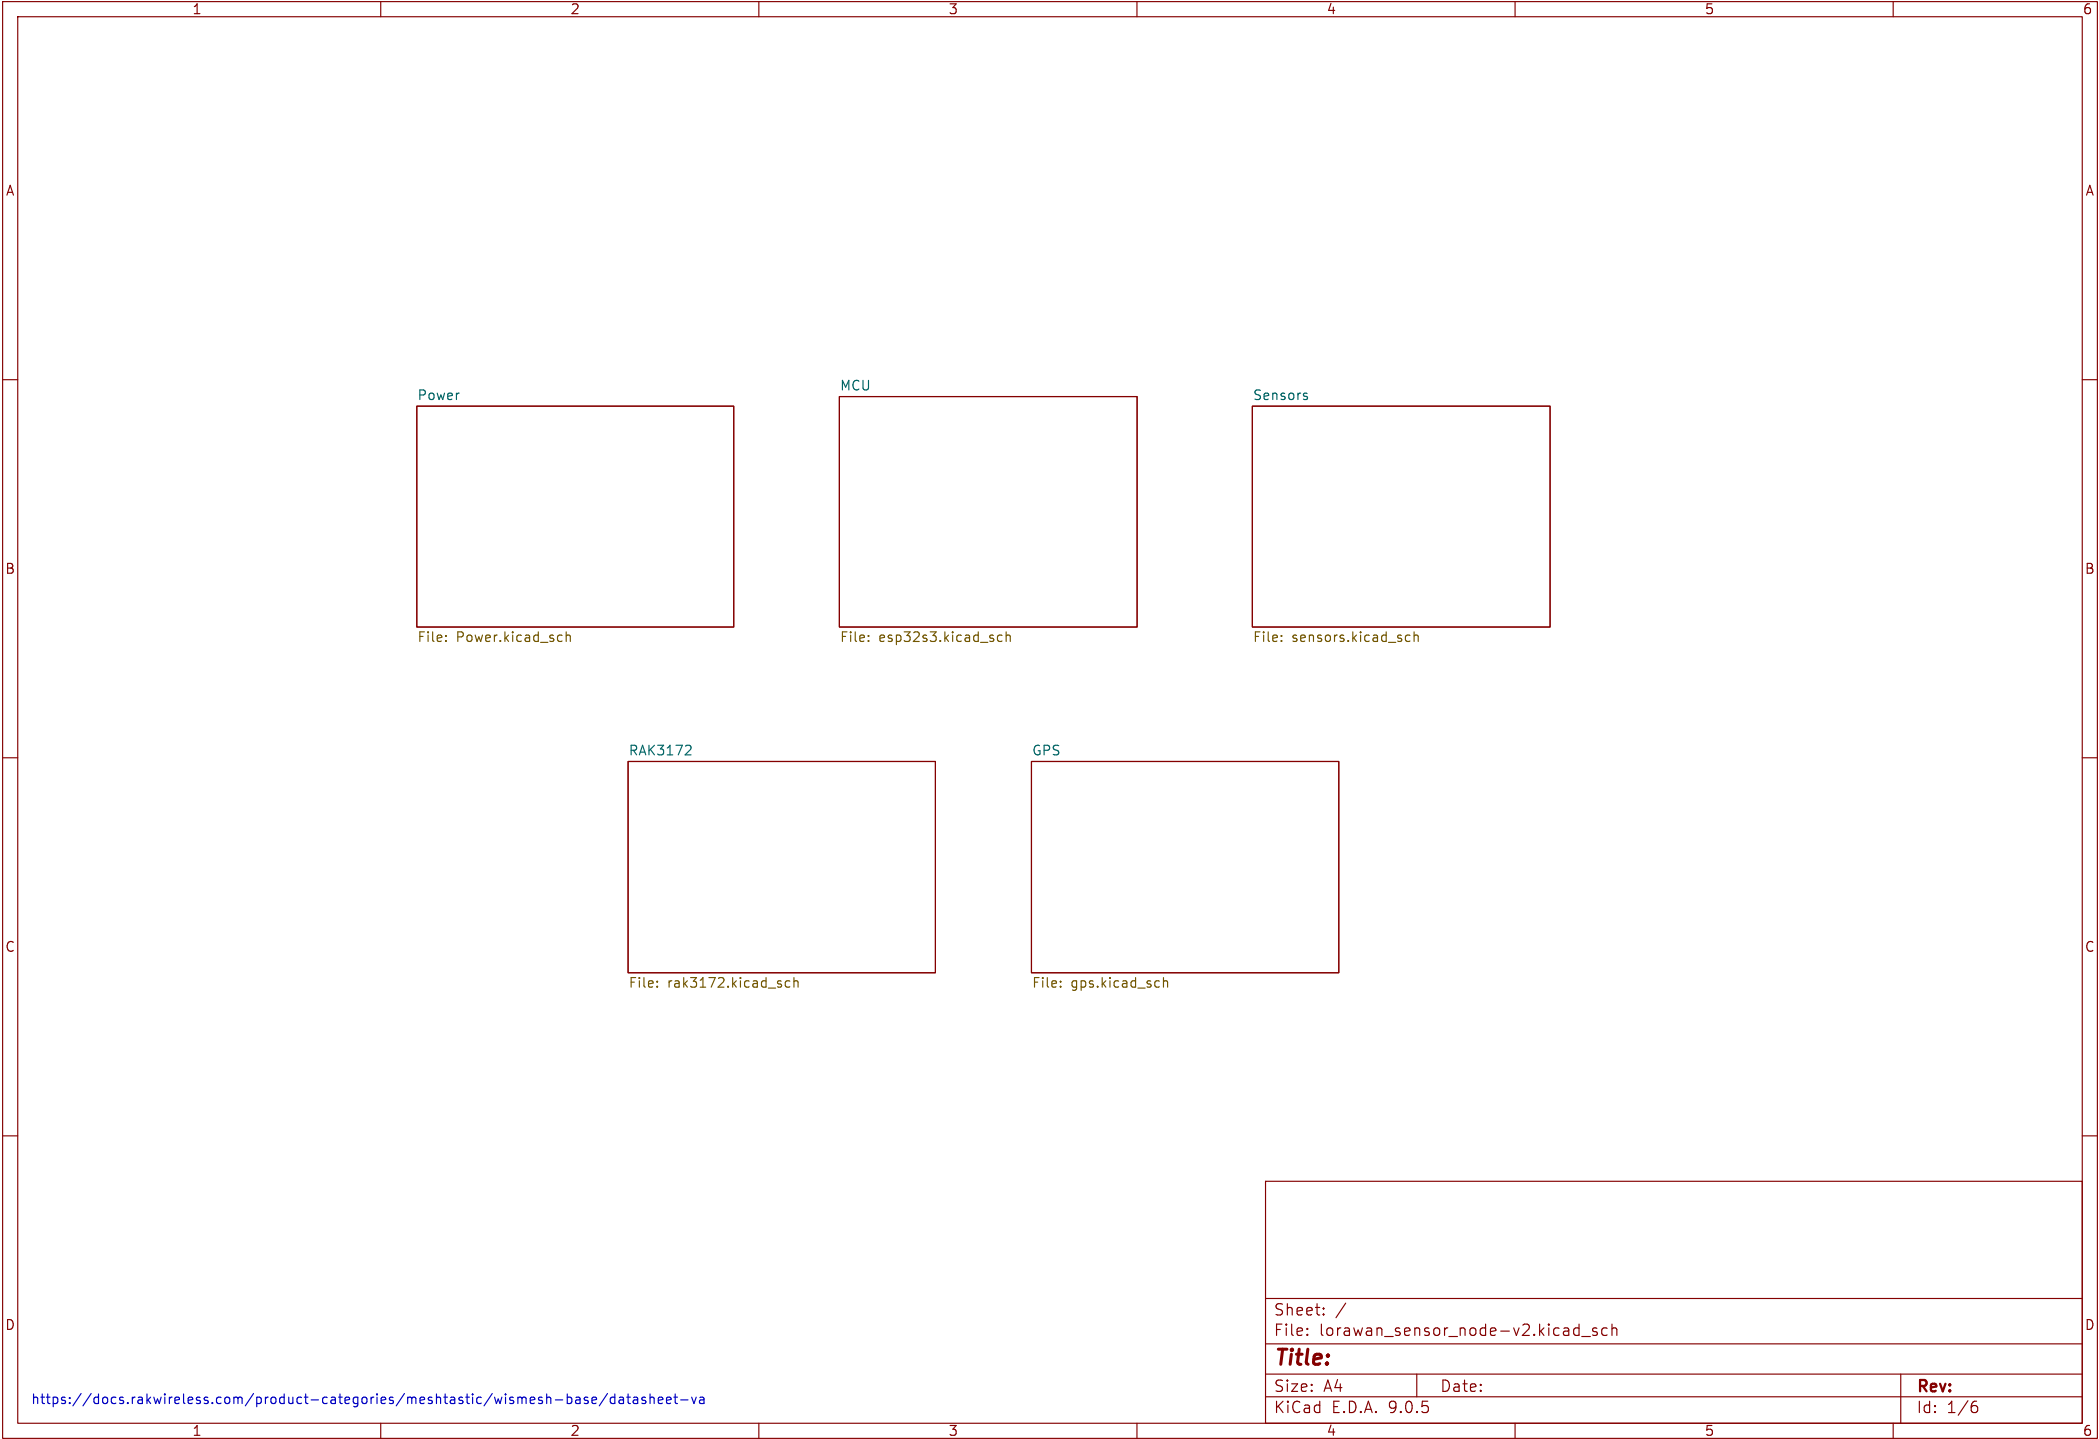 1 2 3 4 5 6
A A
MCU
Power Sensors
B B
File: Power.kicad_sch File: esp32s3.kicad_sch File: sensors.kicad_sch
RAK3172 GPS
C C
File: rak3172.kicad_sch File: gps.kicad_sch
Sheet: /
D D
File: lorawan_sensor_node-v2.kicad_sch
Title:
Size: A4 Date: Rev:
https://docs.rakwireless.com/product-categories/meshtastic/wismesh-base/datasheet-va
KiCad E.D.A. 9.0.5 Id: 1/6
1 2 3 4 5 6